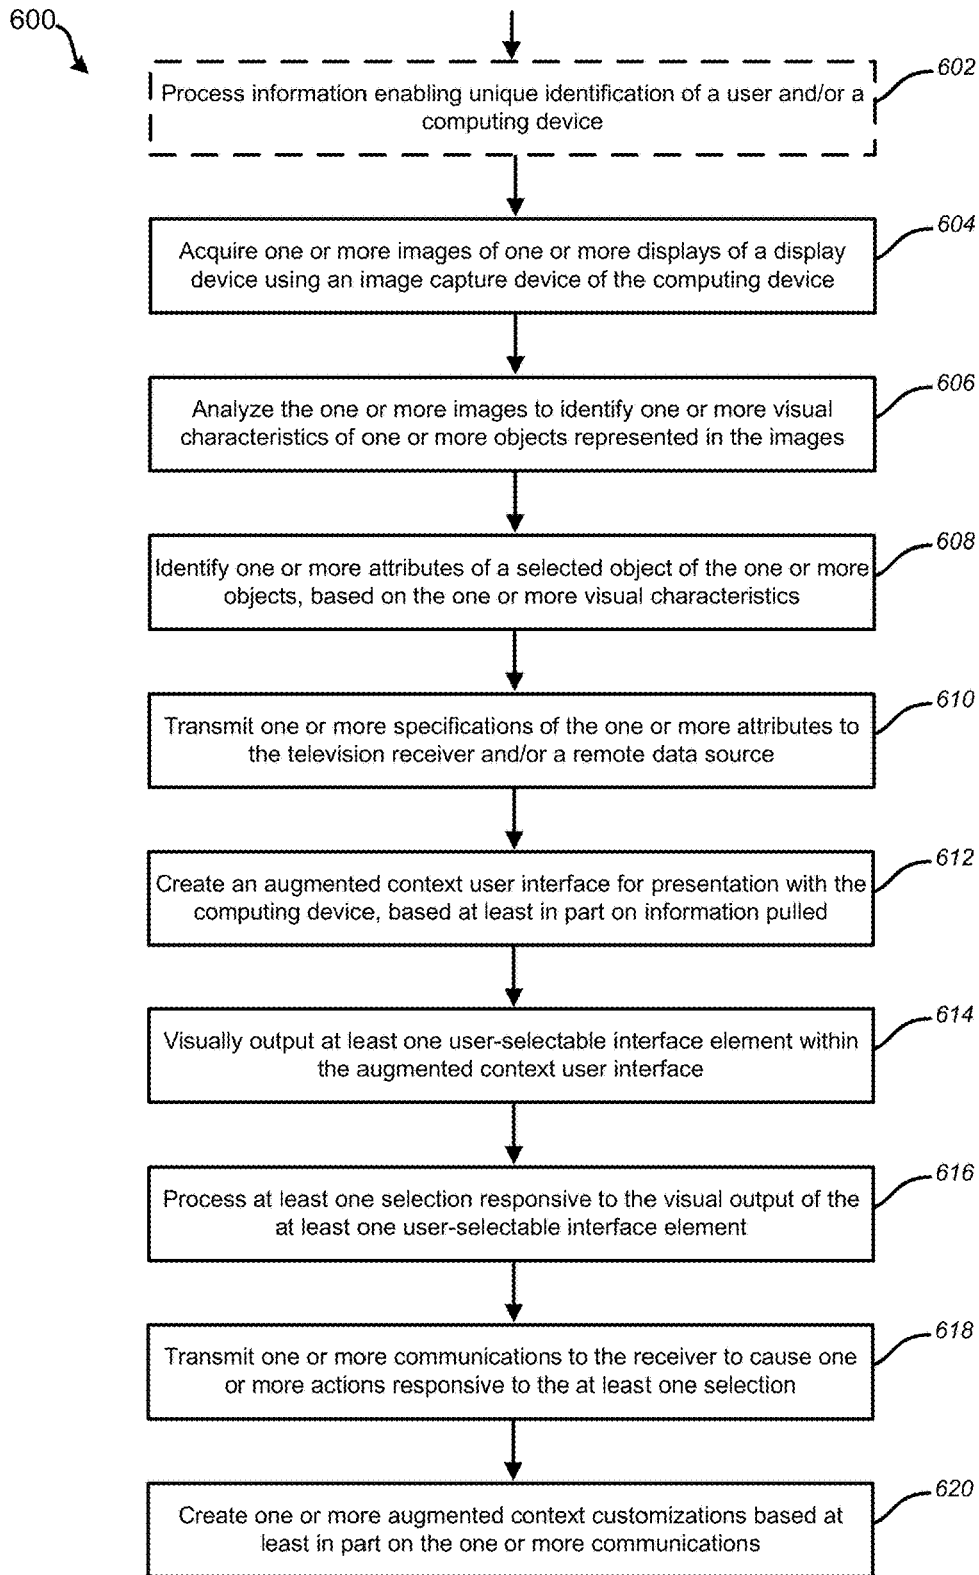 600
602
Process information enabling unique identification of a user and/or a
computing device
604
Acquire one or more images of one or more displays of a display
device using an image capture device of the computing device
606
Analyze the one or more images to identify one or more visual
characteristics of one or more objects represented in the images
608
Identify one or more attributes of a selected object of the one or more
objects, based on the one or more visual characteristics
610
Transmit one or more specifications of the one or more attributes to
the television receiver and/or a remote data source
612
Create an augmented context user interface for presentation with the
computing device, based at least in part on information pulled
614
Visually output at least one user-selectable interface element within
the augmented context user interface
616
Process at least one selection responsive to the visual output of the
at least one user-selectable interface element
618
Transmit one or more communications to the receiver to cause one
or more actions responsive to the at least one selection
620
Create one or more augmented context customizations based at
least in part on the one or more communications